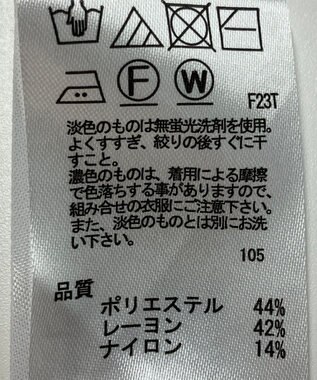 F W
F23T
淡色のものは無蛍光洗剤を使用。
よくすすぎ、絞りの後すぐに干
すこと。
濃色のものは、着用による摩擦
で色落ちする事がありますので、
組み合せの衣服にご注意下さい。
また、淡色のものとは別にお洗
い下さい。
105
品質
ポリエステル 44%
レーヨン 42%
ナイロン 14%